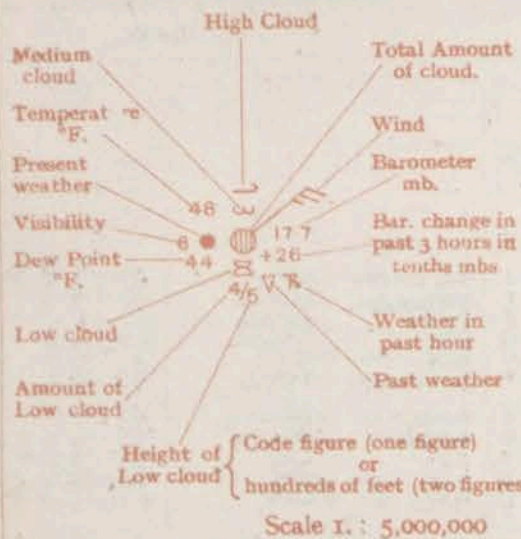 High Cloud
Medium
cloud
Total Amount
of cloud.
Temperat re
°F.
Wind
Present
weather
Barometer
mb.
48
Visibility
6
177
Bar. change in
past 3 hours in
tenths mbs
Dew Point
°F.
44
+26
4/5
Low cloud
Weather in
past hour
Amount of
Low cloud
Past weather
Height of
Low cloud
Code figure (one figure)
or
hundreds of feet (two figures
Scale 1. : 5,000,000